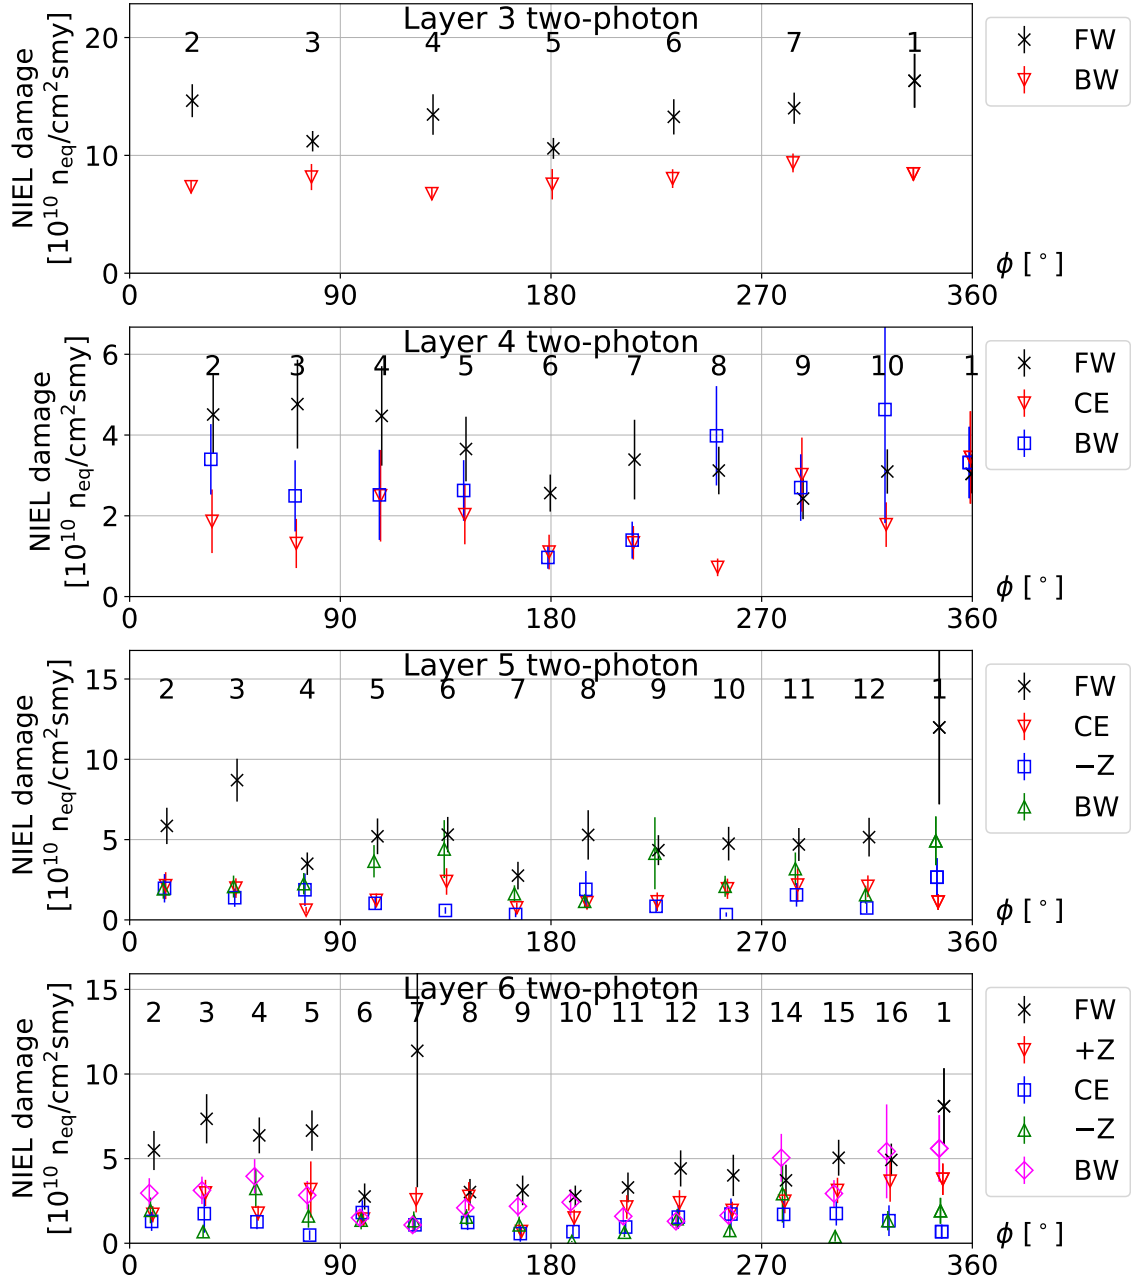 Layer 3 two-photon
NIEL damage
[10^10 n_eq/cm^2smy]
20
10
0
2 3 4 5 6 7 1
0 90 180 270 360
ϕ [°]
FW
BW
Layer 4 two-photon
NIEL damage
[10^10 n_eq/cm^2smy]
6
4
2
0
2 3 4 5 6 7 8 9 10 1
0 90 180 270 360
ϕ [°]
FW
CE
BW
Layer 5 two-photon
NIEL damage
[10^10 n_eq/cm^2smy]
15
10
5
0
2 3 4 5 6 7 8 9 10 11 12 1
0 90 180 270 360
ϕ [°]
FW
CE
−Z
BW
Layer 6 two-photon
NIEL damage
[10^10 n_eq/cm^2smy]
15
10
5
0
2 3 4 5 6 7 8 9 10 11 12 13 14 15 16 1
0 90 180 270 360
ϕ [°]
FW
+Z
CE
−Z
BW